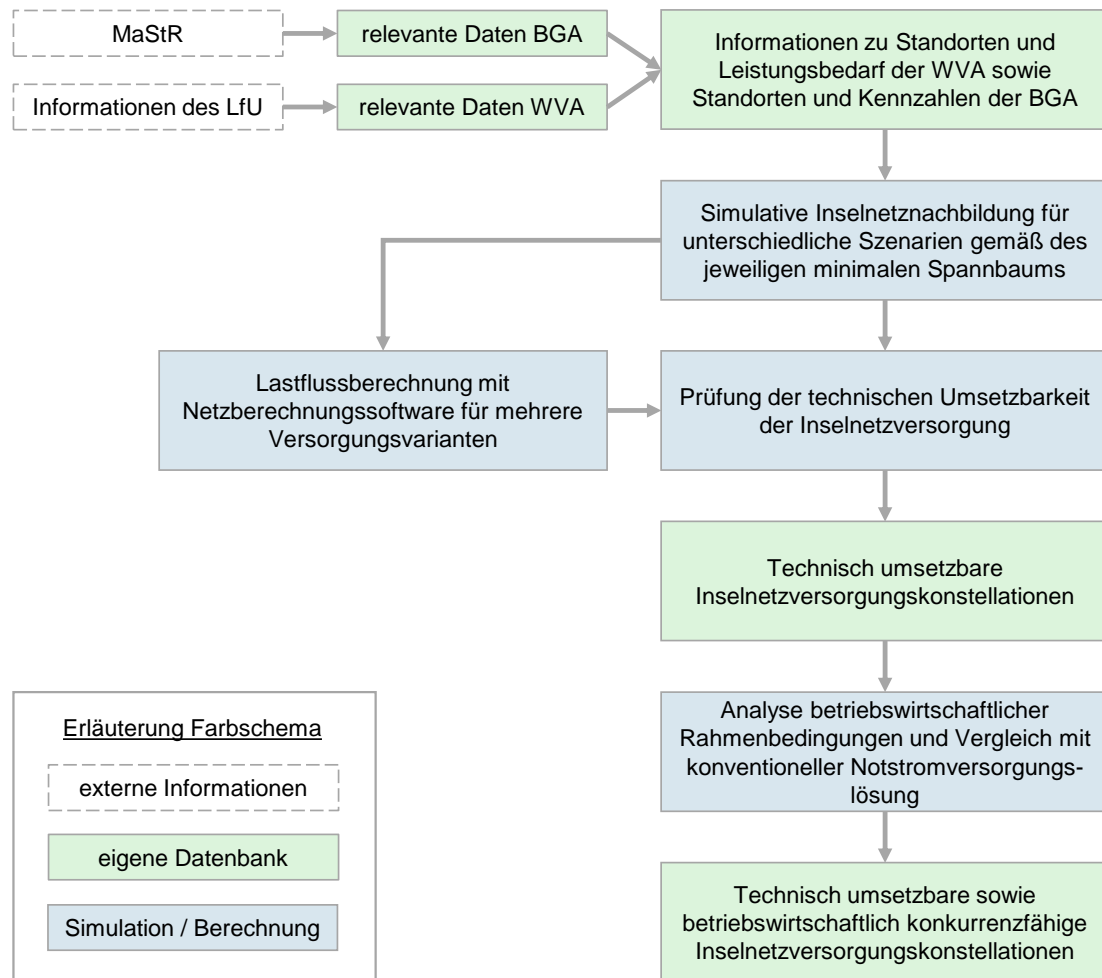 MaStR
relevante Daten BGA
Informationen des LfU
relevante Daten WVA
Informationen zu Standorten und
Leistungsbedarf der WVA sowie
Standorten und Kennzahlen der BGA
Simulative Inselnetznachbildung für
unterschiedliche Szenarien gemäß des
jeweiligen minimalen Spannbaums
Lastflussberechnung mit
Netzberechnungssoftware für mehrere
Versorgungsvarianten
Prüfung der technischen Umsetzbarkeit
der Inselnetzversorgung
Technisch umsetzbare
Inselnetzversorgungskonstellationen
Analyse betriebswirtschaftlicher
Rahmenbedingungen und Vergleich mit
konventioneller Notstromversorgungs-
lösung
Technisch umsetzbare sowie
betriebswirtschaftlich konkurrenzfähige
Inselnetzversorgungskonstellationen
Erläuterung Farbschema
externe Informationen
eigene Datenbank
Simulation / Berechnung